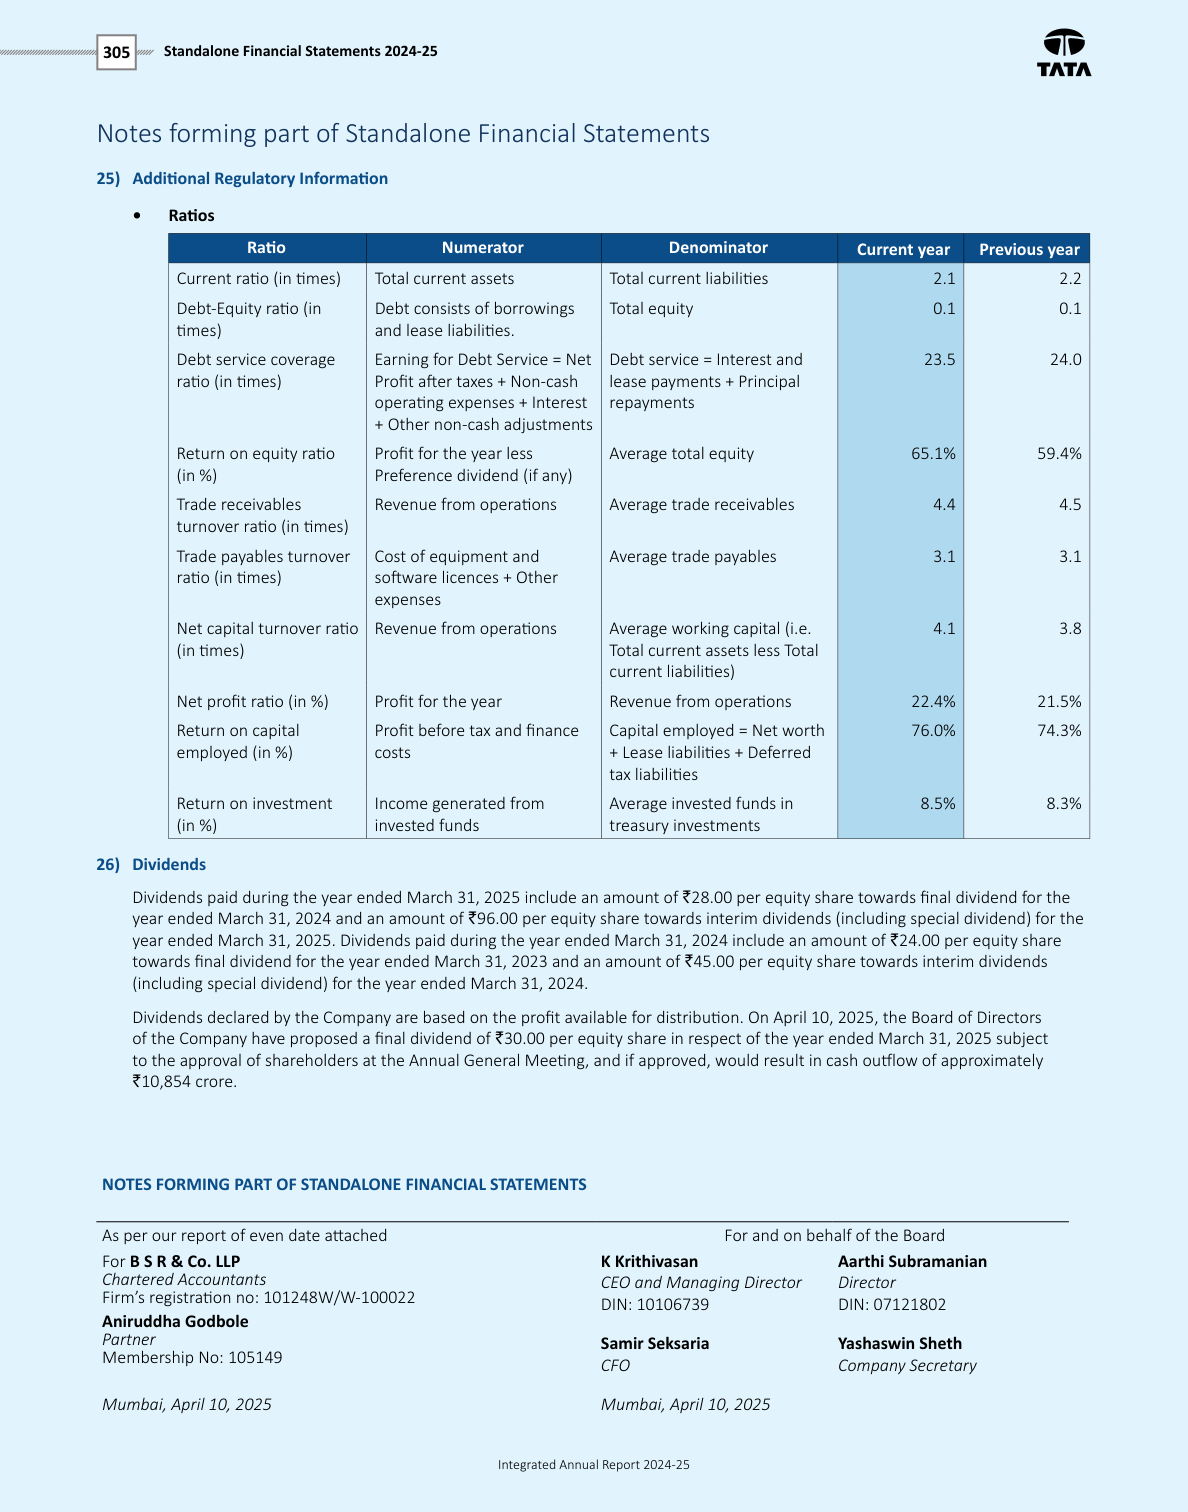 305
Standalone Financial Statements 2024-25
TATA
Notes forming part of Standalone Financial Statements
25) Additional Regulatory Information
• Ratios
Ratio Numerator Denominator Current year Previous year
Current ratio (in times) Total current assets Total current liabilities 2.1 2.2
Debt-Equity ratio (in Debt consists of borrowings Total equity 0.1 0.1
times) and lease liabilities.
Debt service coverage Earning for Debt Service = Net Debt service = Interest and 23.5 24.0
ratio (in times) Profit after taxes + Non-cash lease payments + Principal
operating expenses + Interest repayments
+ Other non-cash adjustments
Return on equity ratio Profit for the year less Average total equity 65.1% 59.4%
(in %) Preference dividend (if any)
Trade receivables Revenue from operations Average trade receivables 4.4 4.5
turnover ratio (in times)
Trade payables turnover Cost of equipment and Average trade payables 3.1 3.1
ratio (in times) software licences + Other
expenses
Net capital turnover ratio Revenue from operations Average working capital (i.e. 4.1 3.8
(in times) Total current assets less Total
current liabilities)
Net profit ratio (in %) Profit for the year Revenue from operations 22.4% 21.5%
Return on capital Profit before tax and finance Capital employed = Net worth 76.0% 74.3%
employed (in %) costs + Lease liabilities + Deferred
tax liabilities
Return on investment Income generated from Average invested funds in 8.5% 8.3%
(in %) invested funds treasury investments
26) Dividends
Dividends paid during the year ended March 31, 2025 include an amount of ₹28.00 per equity share towards final dividend for the
year ended March 31, 2024 and an amount of ₹96.00 per equity share towards interim dividends (including special dividend) for the
year ended March 31, 2025. Dividends paid during the year ended March 31, 2024 include an amount of ₹24.00 per equity share
towards final dividend for the year ended March 31, 2023 and an amount of ₹45.00 per equity share towards interim dividends
(including special dividend) for the year ended March 31, 2024.
Dividends declared by the Company are based on the profit available for distribution. On April 10, 2025, the Board of Directors
of the Company have proposed a final dividend of ₹30.00 per equity share in respect of the year ended March 31, 2025 subject
to the approval of shareholders at the Annual General Meeting, and if approved, would result in cash outflow of approximately
₹10,854 crore.
NOTES FORMING PART OF STANDALONE FINANCIAL STATEMENTS
As per our report of even date attached For and on behalf of the Board
For B S R & Co. LLP K Krithivasan Aarthi Subramanian
Chartered Accountants CEO and Managing Director Director
Firm's registration no: 101248W/W-100022 DIN: 10106739 DIN: 07121802
Aniruddha Godbole
Partner Samir Seksaria Yashaswin Sheth
Membership No: 105149 CFO Company Secretary
Mumbai, April 10, 2025 Mumbai, April 10, 2025
Integrated Annual Report 2024-25